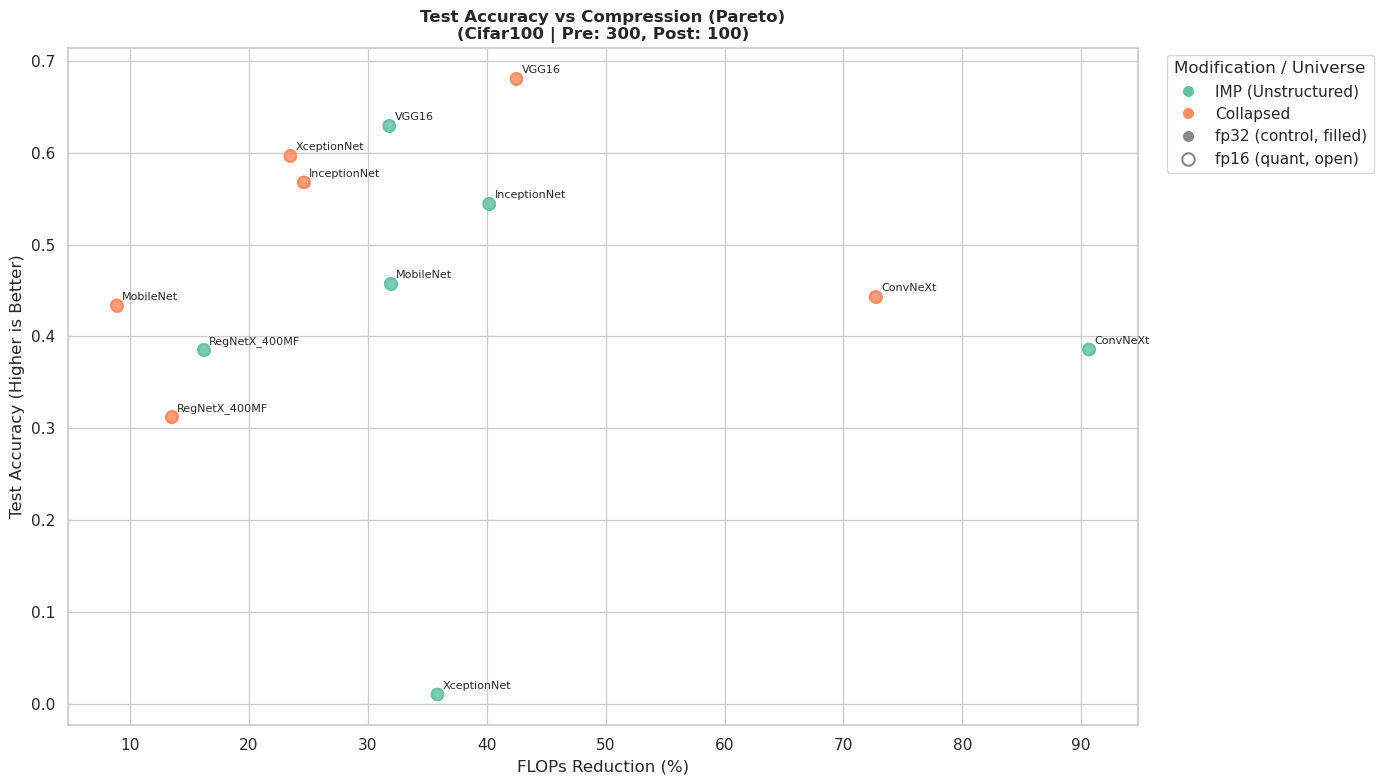 Test Accuracy vs Compression (Pareto)
(Cifar100 | Pre: 300, Post: 100)
Modification / Universe
IMP (Unstructured)
Collapsed
fp32 (control, filled)
fp16 (quant, open)
Test Accuracy (Higher is Better)
0.7
0.6
0.5
0.4
0.3
0.2
0.1
0.0
VGG16
VGG16
XceptionNet
InceptionNet
InceptionNet
MobileNet
ConvNeXt
MobileNet
RegNetX_400MF
ConvNeXt
RegNetX_400MF
XceptionNet
10
20
30
40
50
60
70
80
90
FLOPs Reduction (%)